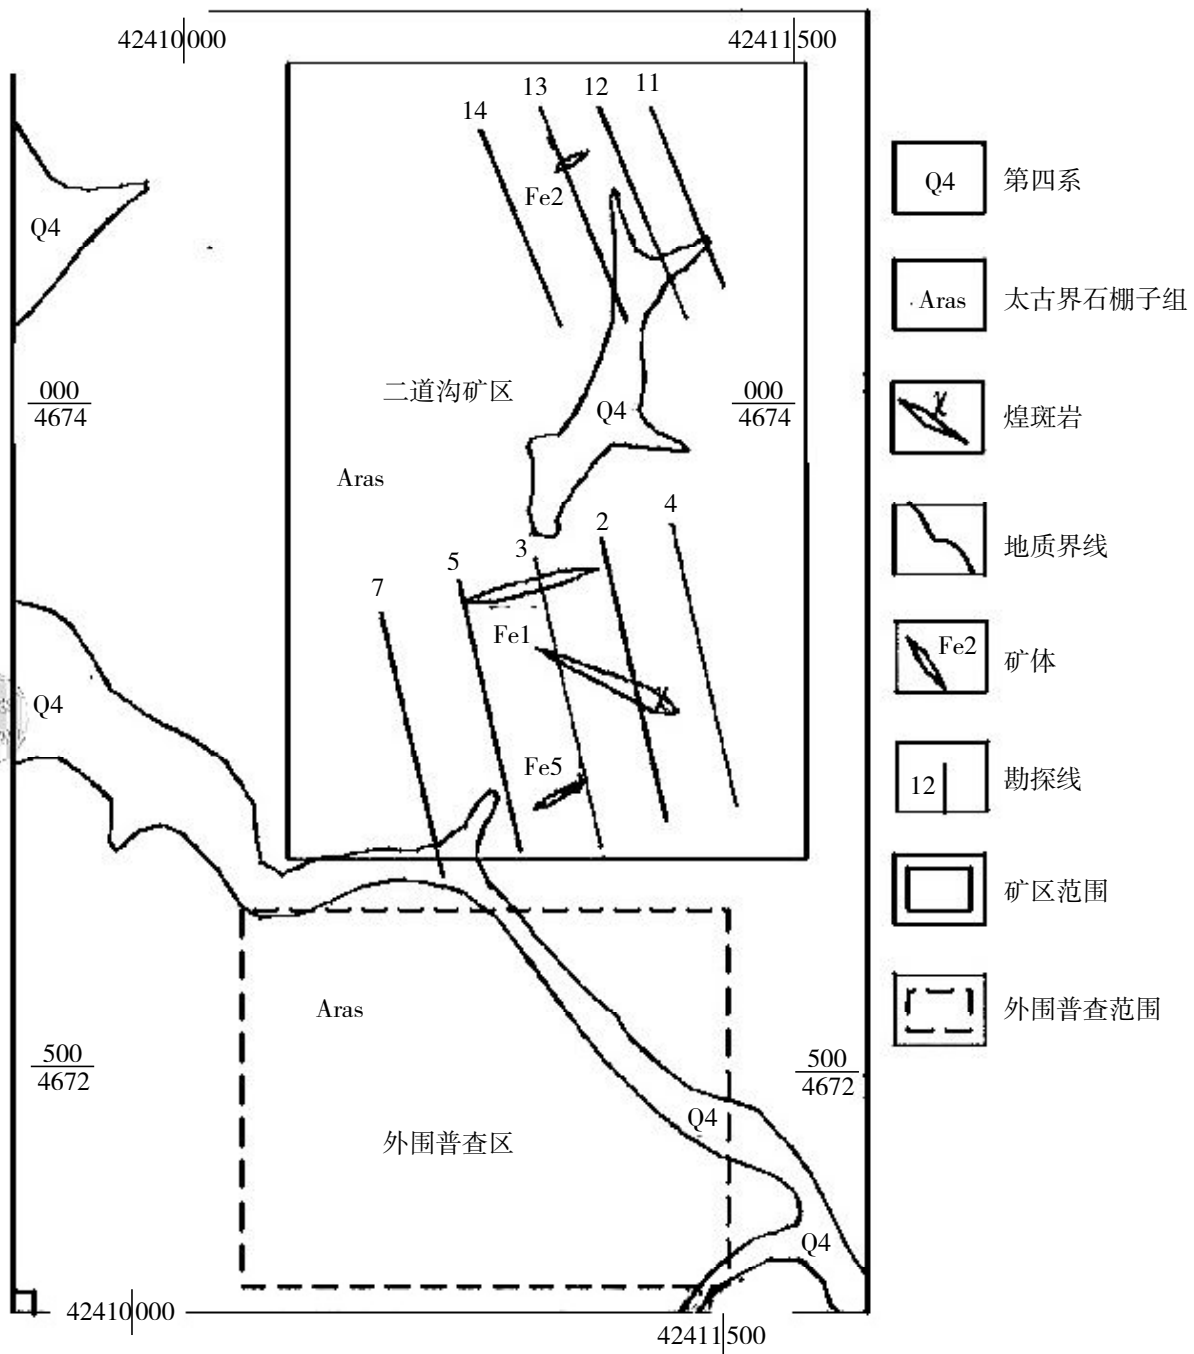 42410000
42411500
14
13
12
11
Fe2
Q4
000
4674
二道沟矿区
000
4674
Q4
Aras
7
5
3
2
4
Fe1
χ
Q4
Fe5
Aras
500
4672
500
4672
外围普查区
Q4
Q4
42410000
42411500
Q4 第四系
Aras 太古界石棚子组
χ 煌斑岩
地质界线
Fe2 矿体
12 勘探线
矿区范围
外围普查范围